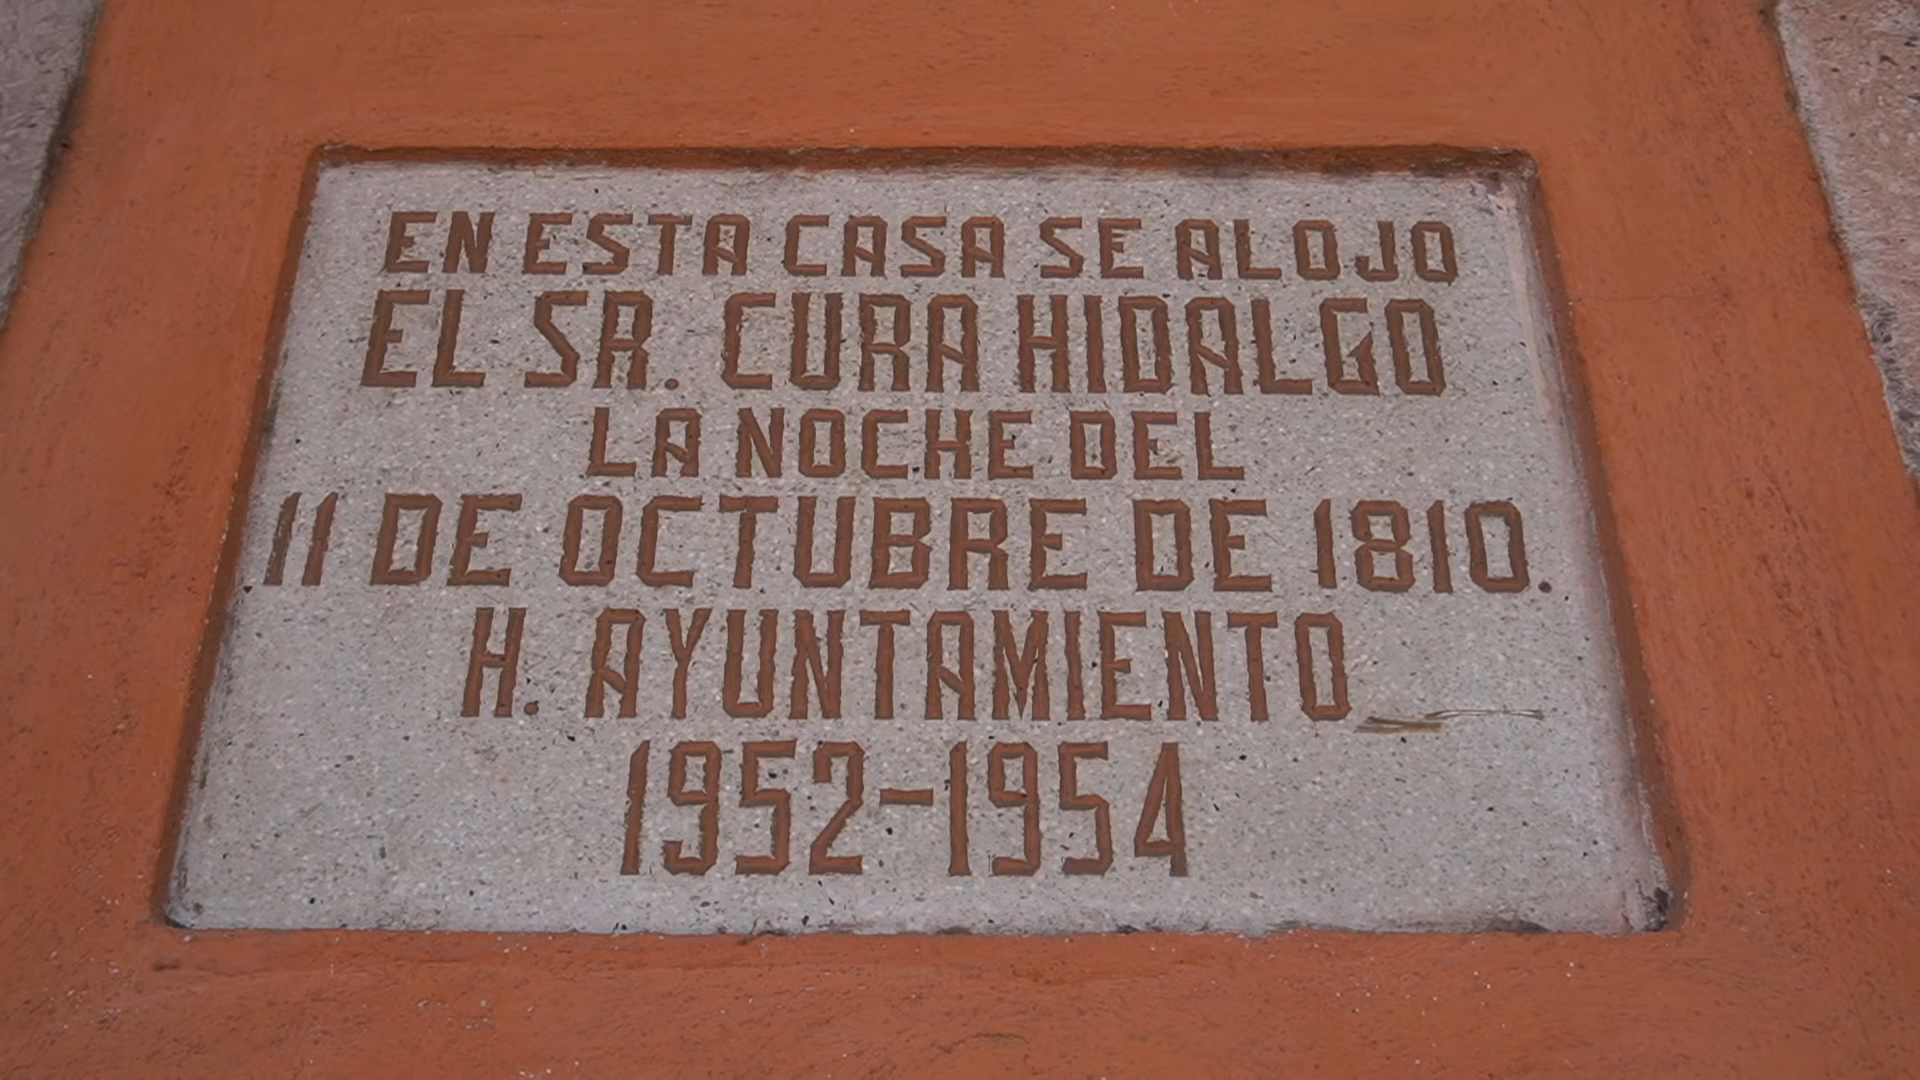 EN ESTA CASA SE ALOJO
EL SR. CURA HIDALGO
LA NOCHE DEL
11 DE OCTUBRE DE 1810.
H. AYUNTAMIENTO
1952-1954